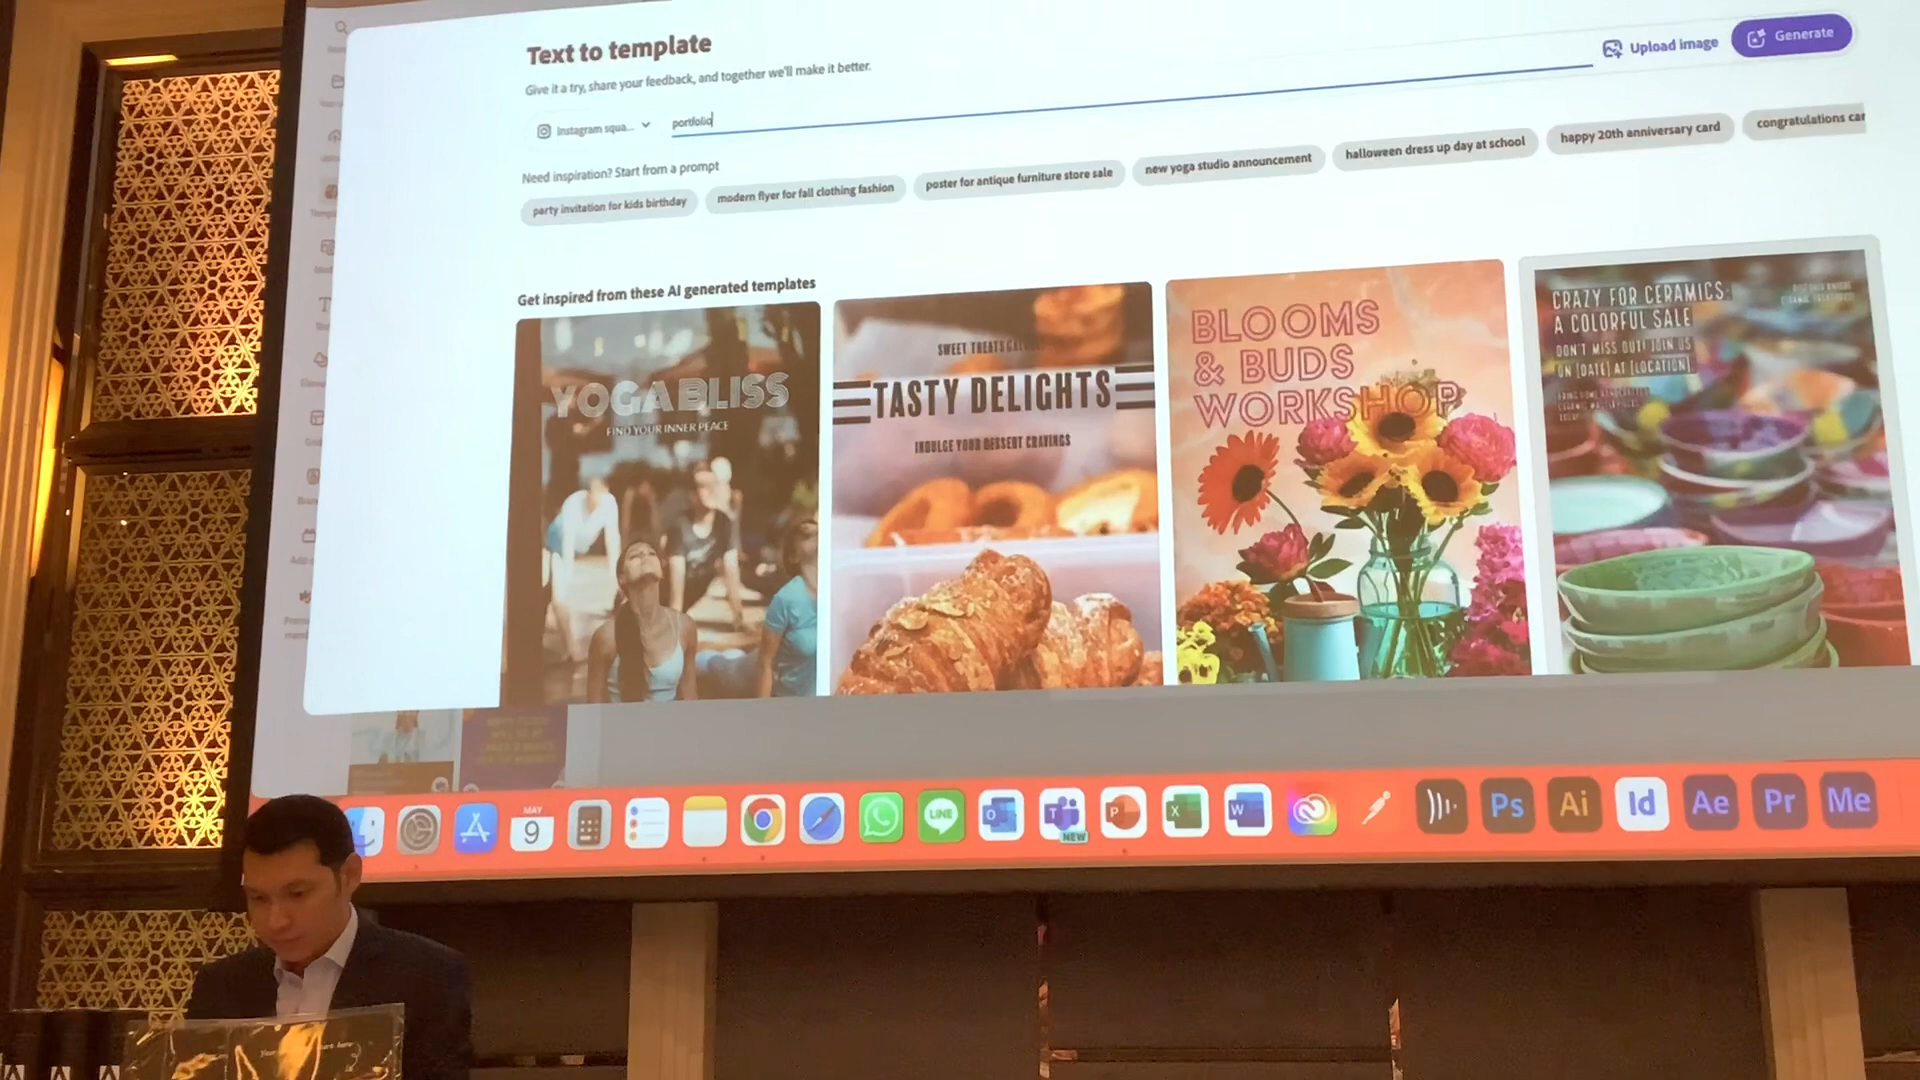 Text to template
Give it a try, share your feedback, and together we'll make it better.
Upload image
Generate
Instagram squa...
portfolio
Need inspiration? Start from a prompt
party invitation for kids birthday
modern flyer for fall clothing fashion
poster for antique furniture store sale
new yoga studio announcement
halloween dress up day at school
happy 20th anniversary card
congratulations car
Get inspired from these AI generated templates
YOGA BLISS
FIND YOUR INNER PEACE
SWEET TREATS
TASTY DELIGHTS
INDULGE YOUR DESSERT CRAVINGS
BLOOMS
& BUDS
WORKSHOP
CRAZY FOR CERAMICS:
A COLORFUL SALE
DON'T MISS OUT! JOIN US
ON [DATE] AT [LOCATION]
MAY
9
LINE
O
T
NEW
P
X
W
Ps
Ai
Id
Ae
Pr
Me